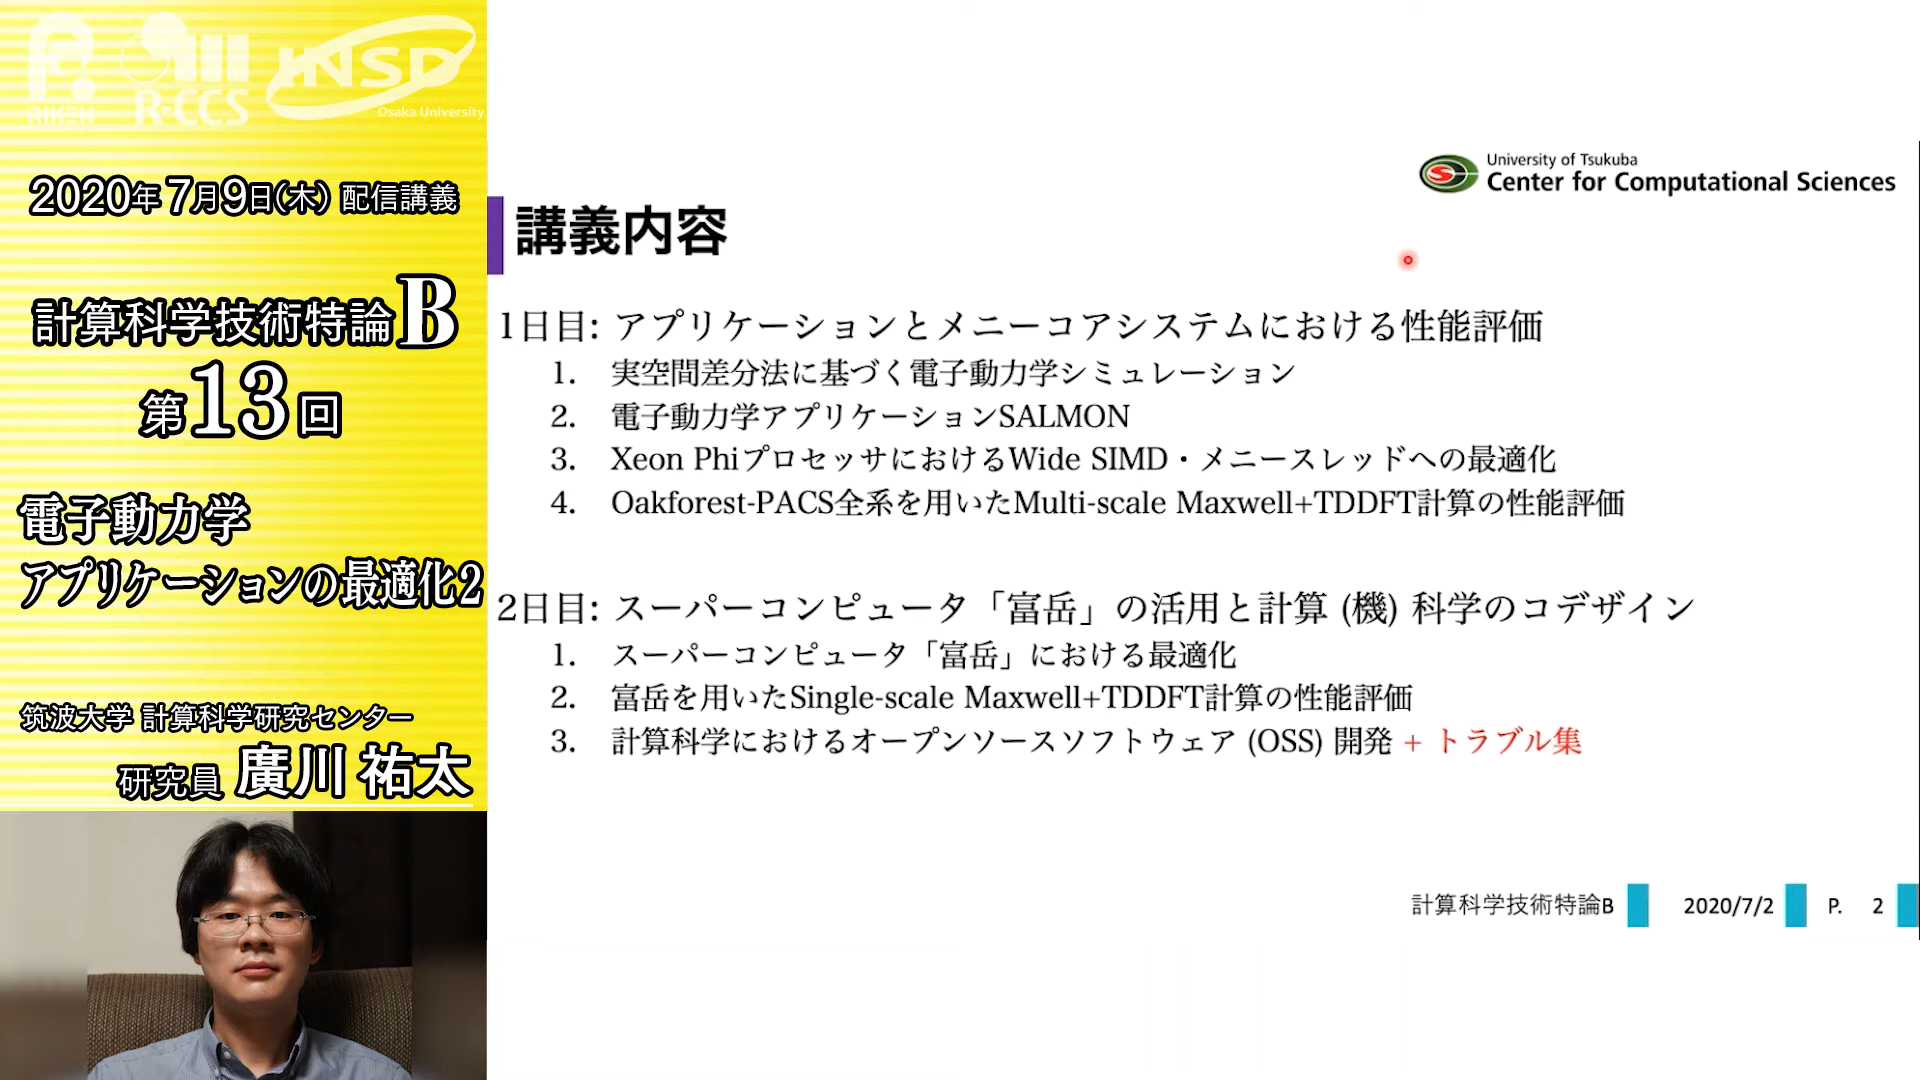 RIKEN
R-CCS
INSD
Osaka University
2020年7月9日(木) 配信講義
計算科学技術特論B
第13回
電子動力学
アプリケーションの最適化2
筑波大学 計算科学研究センター
研究員 廣川 祐太
University of Tsukuba
Center for Computational Sciences
講義内容
1日目: アプリケーションとメニーコアシステムにおける性能評価
1. 実空間差分法に基づく電子動力学シミュレーション
2. 電子動力学アプリケーションSALMON
3. Xeon PhiプロセッサにおけるWide SIMD・メニースレッドへの最適化
4. Oakforest-PACS全系を用いたMulti-scale Maxwell+TDDFT計算の性能評価
2日目: スーパーコンピュータ「富岳」の活用と計算 (機) 科学のコデザイン
1. スーパーコンピュータ「富岳」における最適化
2. 富岳を用いたSingle-scale Maxwell+TDDFT計算の性能評価
3. 計算科学におけるオープンソースソフトウェア (OSS) 開発 + トラブル集
計算科学技術特論B 2020/7/2 P. 2